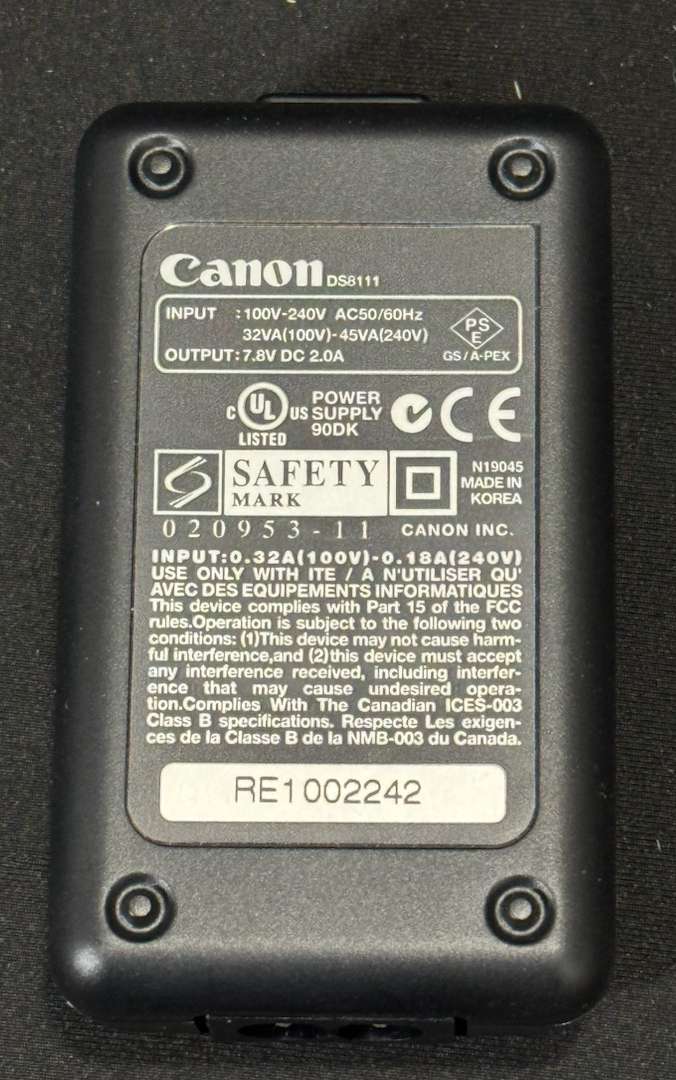 Canon DS8111
INPUT :100V-240V AC50/60Hz
32VA(100V)-45VA(240V)
OUTPUT:7.8V DC 2.0A
PS
E
GS/A-PEX
C UL US
LISTED
POWER
SUPPLY
90DK
CE
SAFETY
MARK
N19045
MADE IN
KOREA
020953-11 CANON INC.
INPUT:0.32A(100V)-0.18A(240V)
USE ONLY WITH ITE / A N'UTILISER QU'
AVEC DES EQUIPEMENTS INFORMATIQUES
This device complies with Part 15 of the FCC
rules.Operation is subject to the following two
conditions: (1)This device may not cause harm-
ful interference,and (2)this device must accept
any interference received, including interfer-
ence that may cause undesired opera-
tion.Complies With The Canadian ICES-003
Class B specifications. Respecte Les exigen-
ces de la Classe B de la NMB-003 du Canada.
RE1002242